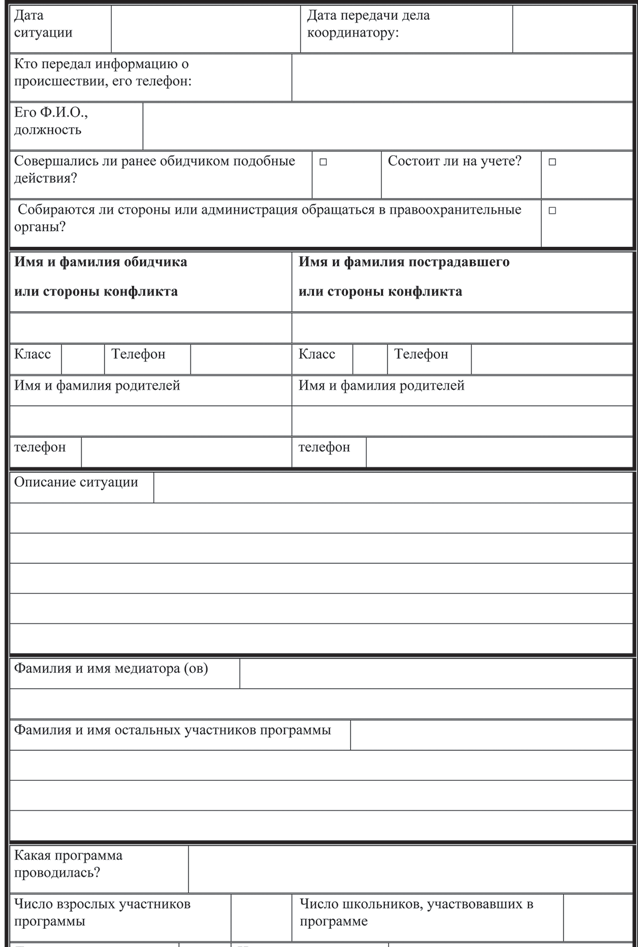 Дата
ситуации
Дата передачи дела
координатору:
Кто передал информацию о
происшествии, его телефон:
Его Ф.И.О.,
должность
Совершались ли ранее обидчиком подобные
действия?
□
Состоит ли на учете?
□
Собираются ли стороны или администрация обращаться в правоохранительные
органы?
□
Имя и фамилия обидчика
или стороны конфликта
Имя и фамилия пострадавшего
или стороны конфликта
Класс
Телефон
Класс
Телефон
Имя и фамилия родителей
Имя и фамилия родителей
телефон
телефон
Описание ситуации
Фамилия и имя медиатора (ов)
Фамилия и имя остальных участников программы
Какая программа
проводилась?
Число взрослых участников
программы
Число школьников, участвовавших в
программе